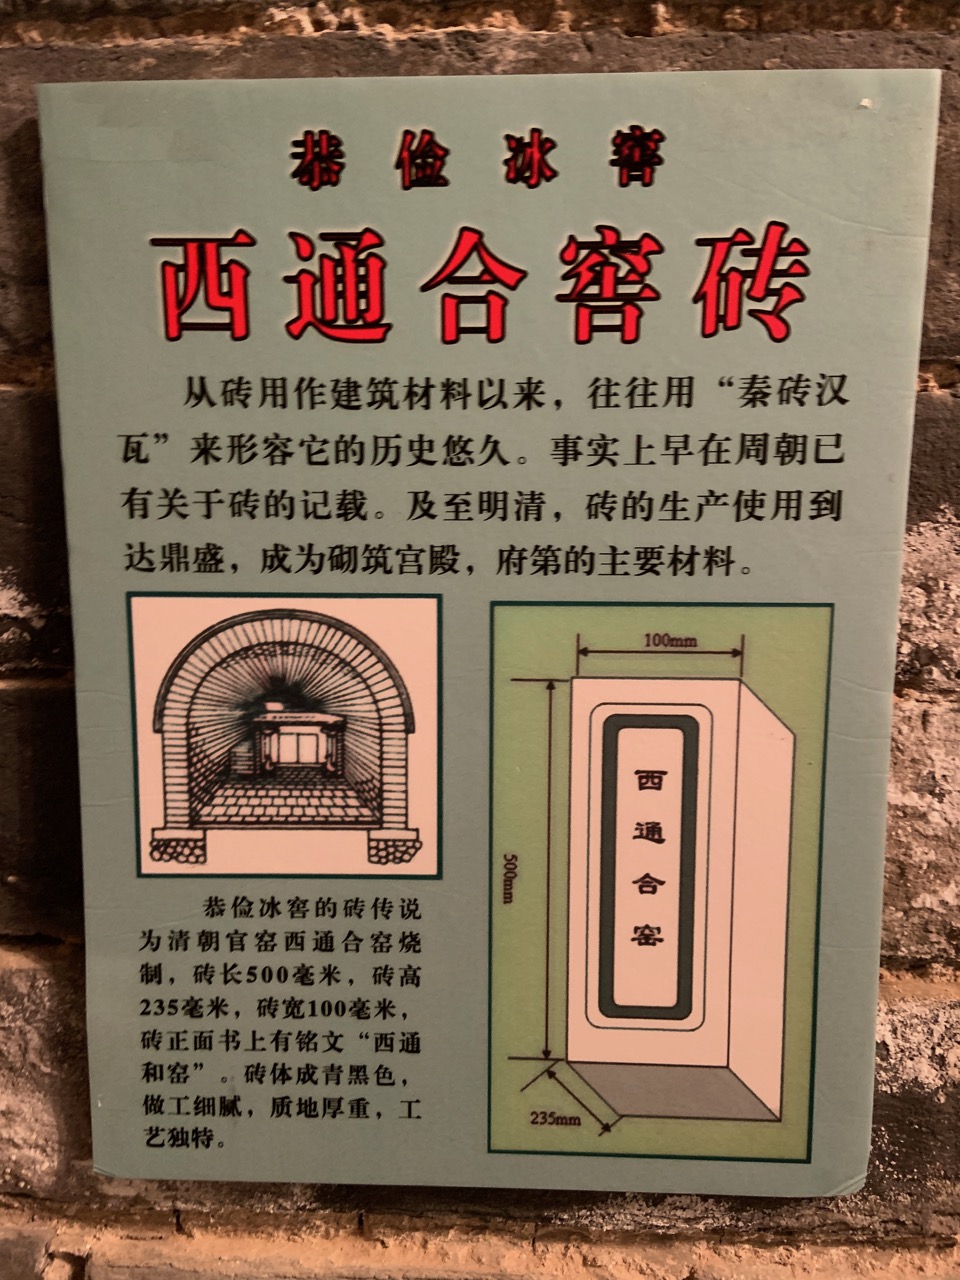 恭俭冰窖
西通合窖砖
从砖用作建筑材料以来，往往用“秦砖汉
瓦”来形容它的历史悠久。事实上早在周朝已
有关于砖的记载。及至明清，砖的生产使用到
达鼎盛，成为砌筑宫殿，府第的主要材料。
恭俭冰窖的砖传说
为清朝官窑西通合窑烧
制，砖长500毫米，砖高
235毫米，砖宽100毫米，
砖正面书上有铭文“西通
和窑”。砖体成青黑色，
做工细腻，质地厚重，工
艺独特。
100mm
500mm
西
通
合
窑
235mm